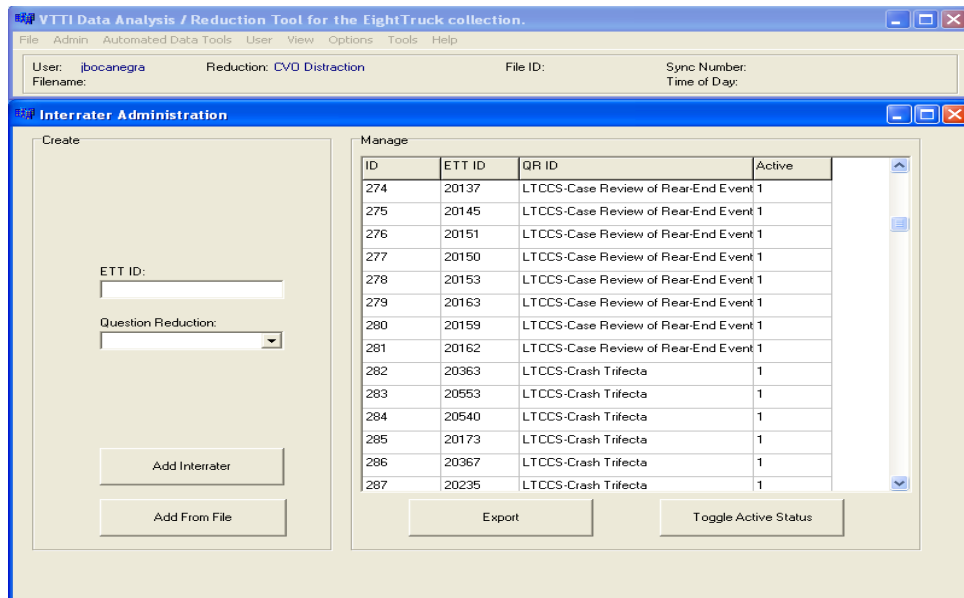 VTTI Data Analysis / Reduction Tool for the EightTruck collection.
File Admin Automated Data Tools User View Options Tools Help
User: jbocanegra Reduction: CVO Distraction File ID: Sync Number:
Filename: Time of Day:
Interrater Administration
Create
ETT ID:
Question Reduction:
Add Interrater
Add From File
Manage
ID ETT ID QR ID Active
274 20137 LTCCS-Case Review of Rear-End Event 1
275 20145 LTCCS-Case Review of Rear-End Event 1
276 20151 LTCCS-Case Review of Rear-End Event 1
277 20150 LTCCS-Case Review of Rear-End Event 1
278 20153 LTCCS-Case Review of Rear-End Event 1
279 20163 LTCCS-Case Review of Rear-End Event 1
280 20159 LTCCS-Case Review of Rear-End Event 1
281 20162 LTCCS-Case Review of Rear-End Event 1
282 20363 LTCCS-Crash Trifecta 1
283 20553 LTCCS-Crash Trifecta 1
284 20540 LTCCS-Crash Trifecta 1
285 20173 LTCCS-Crash Trifecta 1
286 20367 LTCCS-Crash Trifecta 1
287 20235 LTCCS-Crash Trifecta 1
Export Toggle Active Status